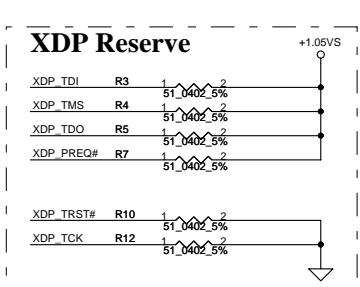 XDP Reserve
+1.05VS
XDP_TDI R3 1 2
51_0402_5%
XDP_TMS R4 1 2
51_0402_5%
XDP_TDO R5 1 2
51_0402_5%
XDP_PREQ# R7 1 2
51_0402_5%
XDP_TRST# R10 1 2
51_0402_5%
XDP_TCK R12 1 2
51_0402_5%